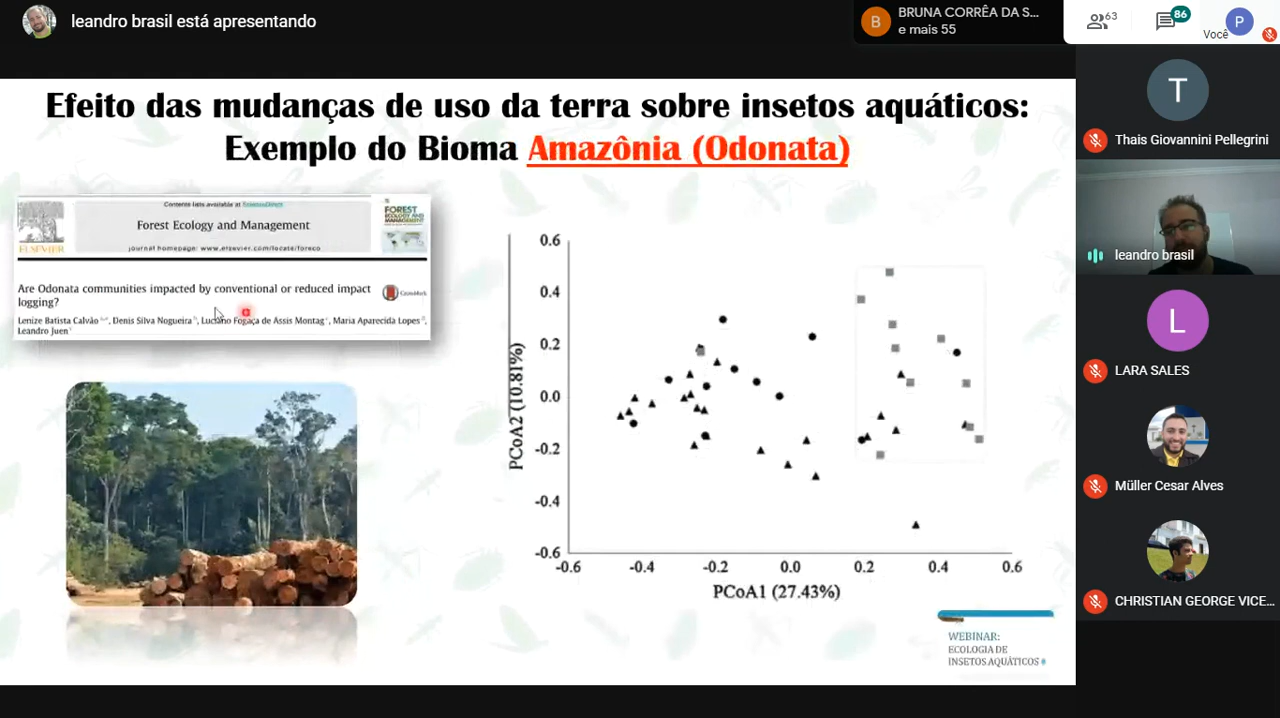 leandro brasil está apresentando
BRUNA CORRÊA DA S...
e mais 55
B
63
86
Você
P
Efeito das mudanças de uso da terra sobre insetos aquáticos:
Exemplo do Bioma Amazônia (Odonata)
Contents lists available at ScienceDirect
Forest Ecology and Management
journal homepage: www.elsevier.com/locate/foreco
ELSEVIER
FOREST
ECOLOGY AND
MANAGEMENT
Are Odonata communities impacted by conventional or reduced impact
logging?
CrossMark
Lenize Batista Calvão, Denis Silva Nogueira, Luciano Fogaça de Assis Montag, Maria Aparecida Lopes,
Leandro Juen
PCoA2 (10.81%)
0.6
0.4
0.2
0.0
-0.2
-0.4
-0.6
-0.6 -0.4 -0.2 0.0 0.2 0.4 0.6
PCoA1 (27.43%)
WEBINAR:
ECOLOGIA DE
INSETOS AQUÁTICOS
T
Thais Giovannini Pellegrini
leandro brasil
L
LARA SALES
Müller Cesar Alves
CHRISTIAN GEORGE VICE...